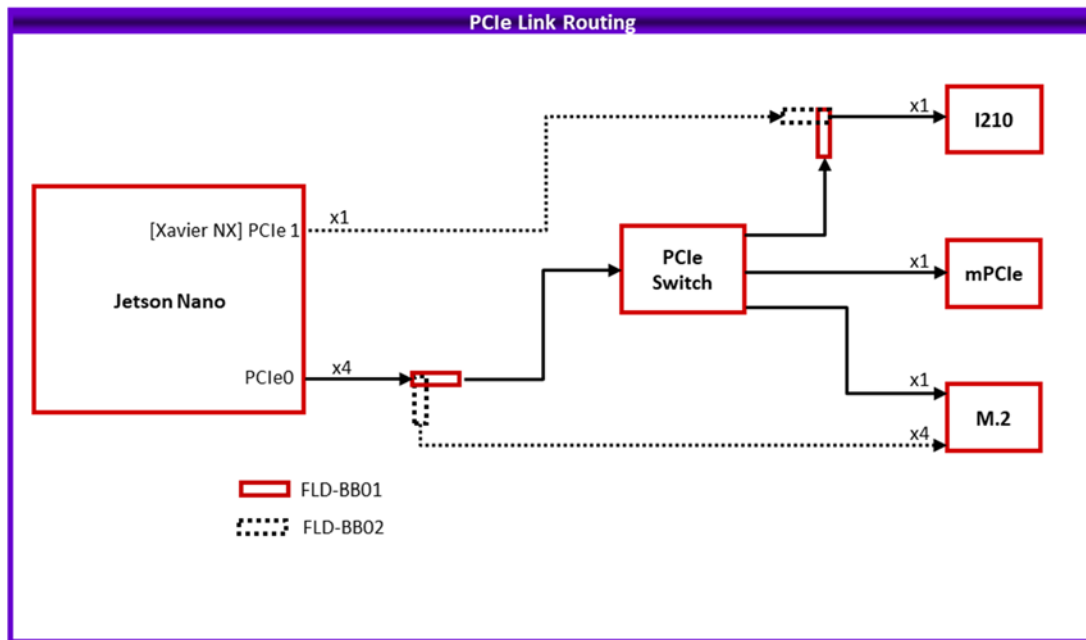 PCIe Link Routing
x1
I210
[Xavier NX] PCIe 1
x1
PCIe
Switch
x1
mPCIe
Jetson Nano
PCIe0
x4
x1
M.2
x4
FLD-BB01
FLD-BB02